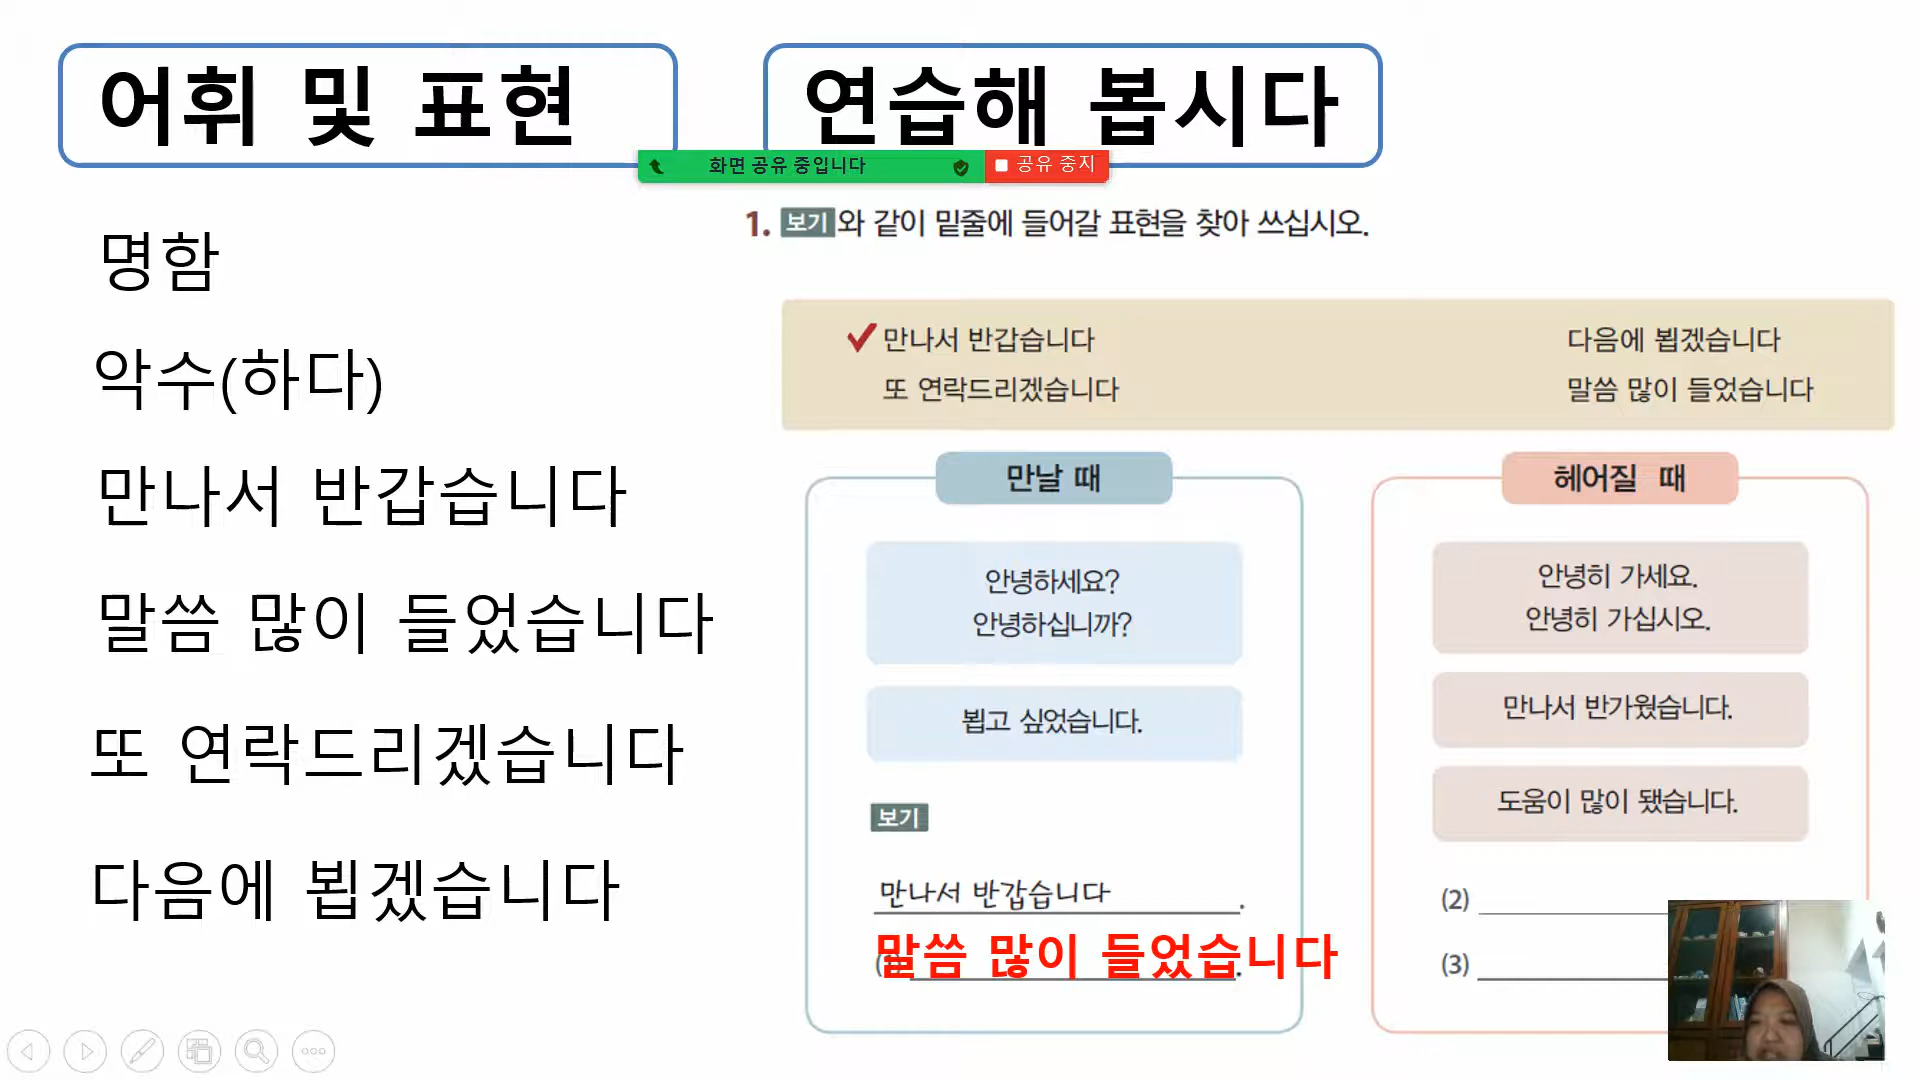 어휘 및 표현
연습해 봅시다
화면 공유 중입니다
공유 중지
명함
악수(하다)
만나서 반갑습니다
말씀 많이 들었습니다
또 연락드리겠습니다
다음에 뵙겠습니다
1. 보기와 같이 밑줄에 들어갈 표현을 찾아 쓰십시오.
만나서 반갑습니다
다음에 뵙겠습니다
또 연락드리겠습니다
말씀 많이 들었습니다
만날 때
안녕하세요?
안녕하십니까?
뵙고 싶었습니다.
보기
만나서 반갑습니다.
말씀 많이 들었습니다.
헤어질 때
안녕히 가세요.
안녕히 가십시오.
만나서 반가웠습니다.
도움이 많이 됐습니다.
(2)
(3)